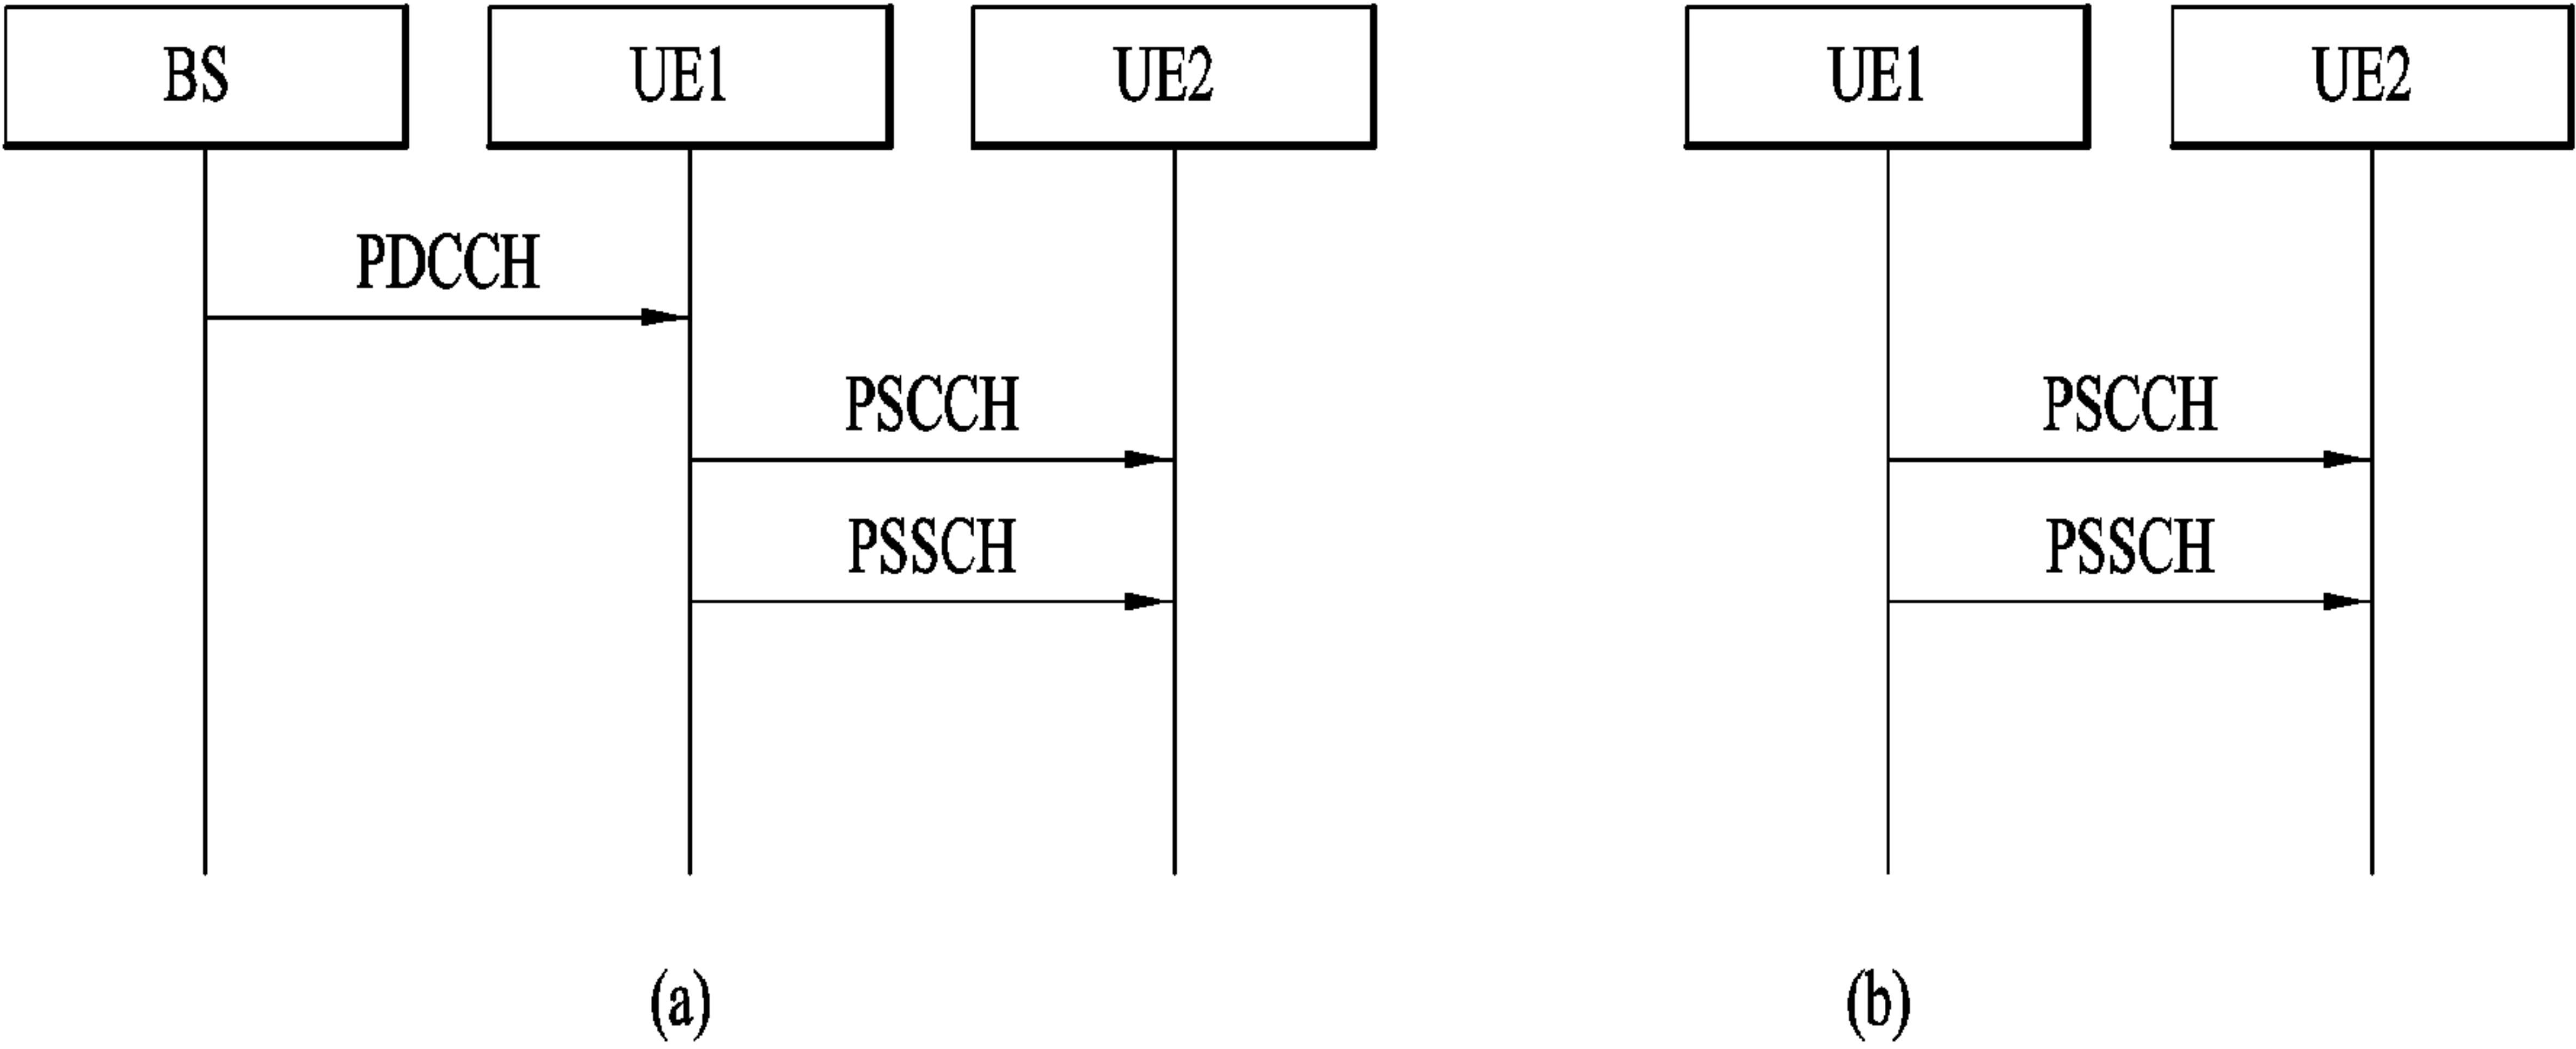 BS UE1 UE2 UE1 UE2
PDCCH
PSCCH PSCCH
PSSCH PSSCH
(a) (b)